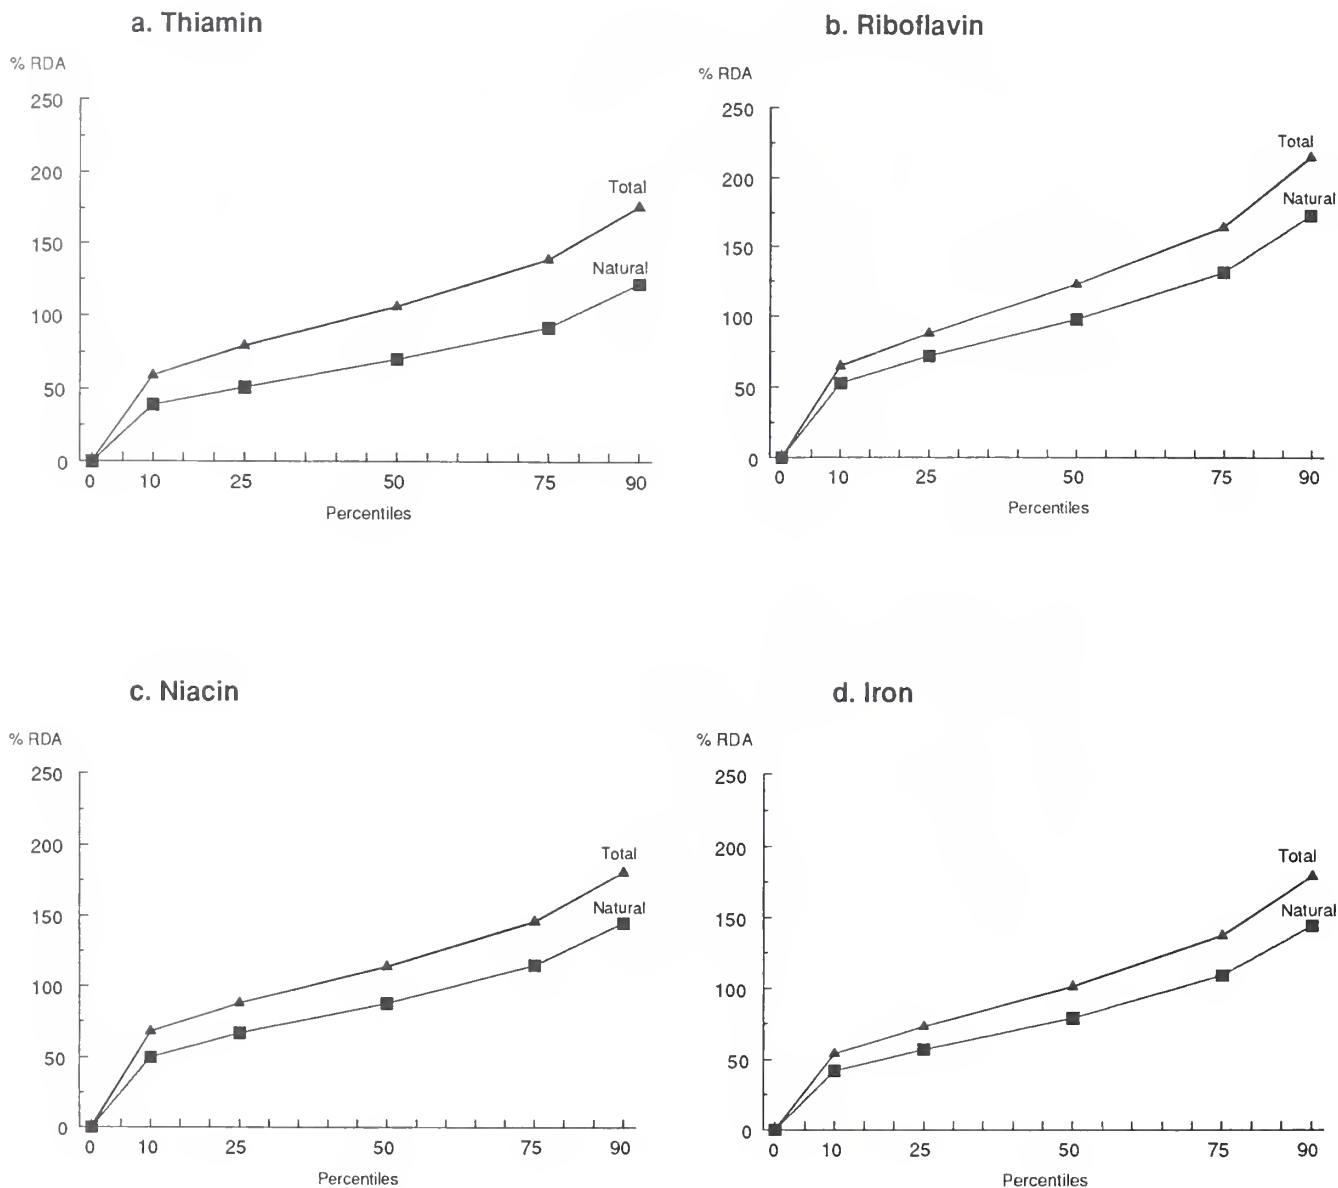 a. Thiamin
% RDA
250
200
150
100
50
0
Total
Natural
0 10 25 50 75 90
Percentiles
b. Riboflavin
% RDA
250
200
150
100
50
0
Total
Natural
0 10 25 50 75 90
Percentiles
c. Niacin
% RDA
250
200
150
100
50
0
Total
Natural
0 10 25 50 75 90
Percentiles
d. Iron
% RDA
250
200
150
100
50
0
Total
Natural
0 10 25 50 75 90
Percentiles